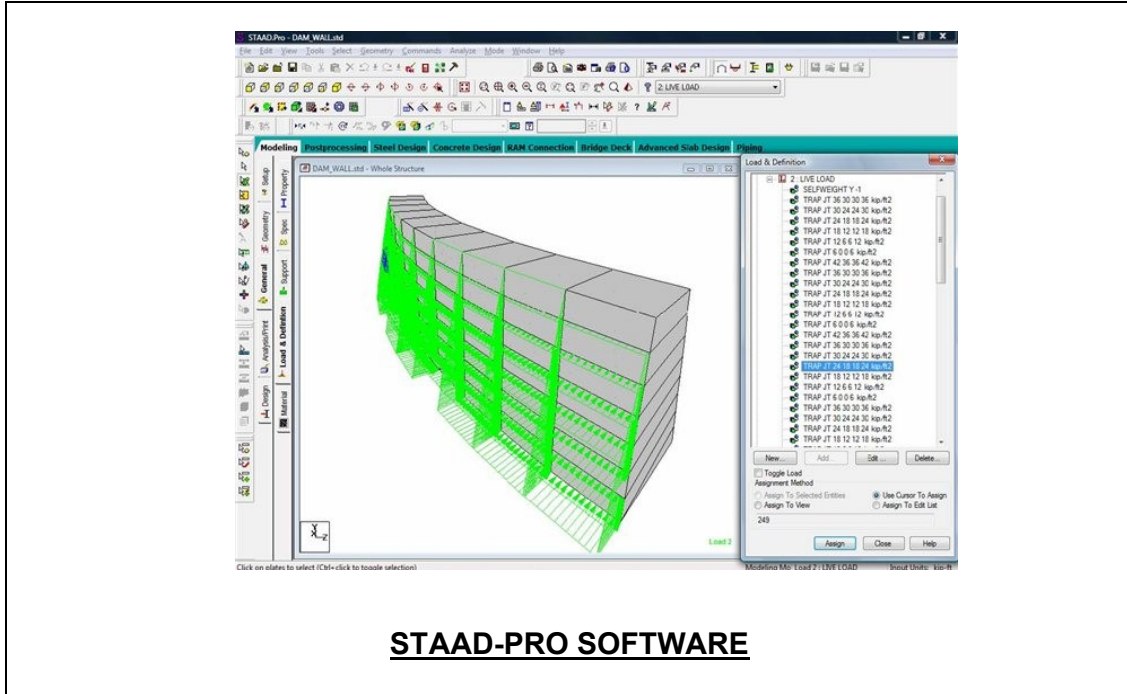 STAAD.Pro - DAM_WALL.std
File Edit View Tools Select Geometry Commands Analyze Mode Window Help
2: LIVE LOAD
Modeling Postprocessing Steel Design Concrete Design RAM Connection Bridge Deck Advanced Slab Design Piping
DAM_WALL.std - Whole Structure
Setup
Geometry
General
Analysis/Print
Design
Property
Spec
Support
Load & Definition
Material
Load & Definition
2 : LIVE LOAD
SELFWEIGHT Y -1
TRAP JT 36 30 30 36 kip/ft2
TRAP JT 30 24 24 30 kip/ft2
TRAP JT 24 18 18 24 kip/ft2
TRAP JT 18 12 12 18 kip/ft2
TRAP JT 12 6 6 12 kip/ft2
TRAP JT 6 0 0 6 kip/ft2
TRAP JT 42 36 36 42 kip/ft2
TRAP JT 36 30 30 36 kip/ft2
TRAP JT 30 24 24 30 kip/ft2
TRAP JT 24 18 18 24 kip/ft2
TRAP JT 18 12 12 18 kip/ft2
TRAP JT 12 6 6 12 kip/ft2
TRAP JT 6 0 0 6 kip/ft2
TRAP JT 42 36 36 42 kip/ft2
TRAP JT 36 30 30 36 kip/ft2
TRAP JT 30 24 24 30 kip/ft2
TRAP JT 24 18 18 24 kip/ft2
TRAP JT 18 12 12 18 kip/ft2
TRAP JT 12 6 6 12 kip/ft2
TRAP JT 6 0 0 6 kip/ft2
TRAP JT 36 30 30 36 kip/ft2
TRAP JT 30 24 24 30 kip/ft2
TRAP JT 24 18 18 24 kip/ft2
TRAP JT 18 12 12 18 kip/ft2
New... Add... Edit ... Delete...
Toggle Load
Assignment Method
Assign To Selected Entities Use Cursor To Assign
Assign To View Assign To Edit List
249
Assign Close Help
Y
X
Z
Load 2
Click on plates to select (Ctrl+click to toggle selection) Modeling Mo Load 2 : LIVE LOAD Input Units: kip-ft
STAAD-PRO SOFTWARE